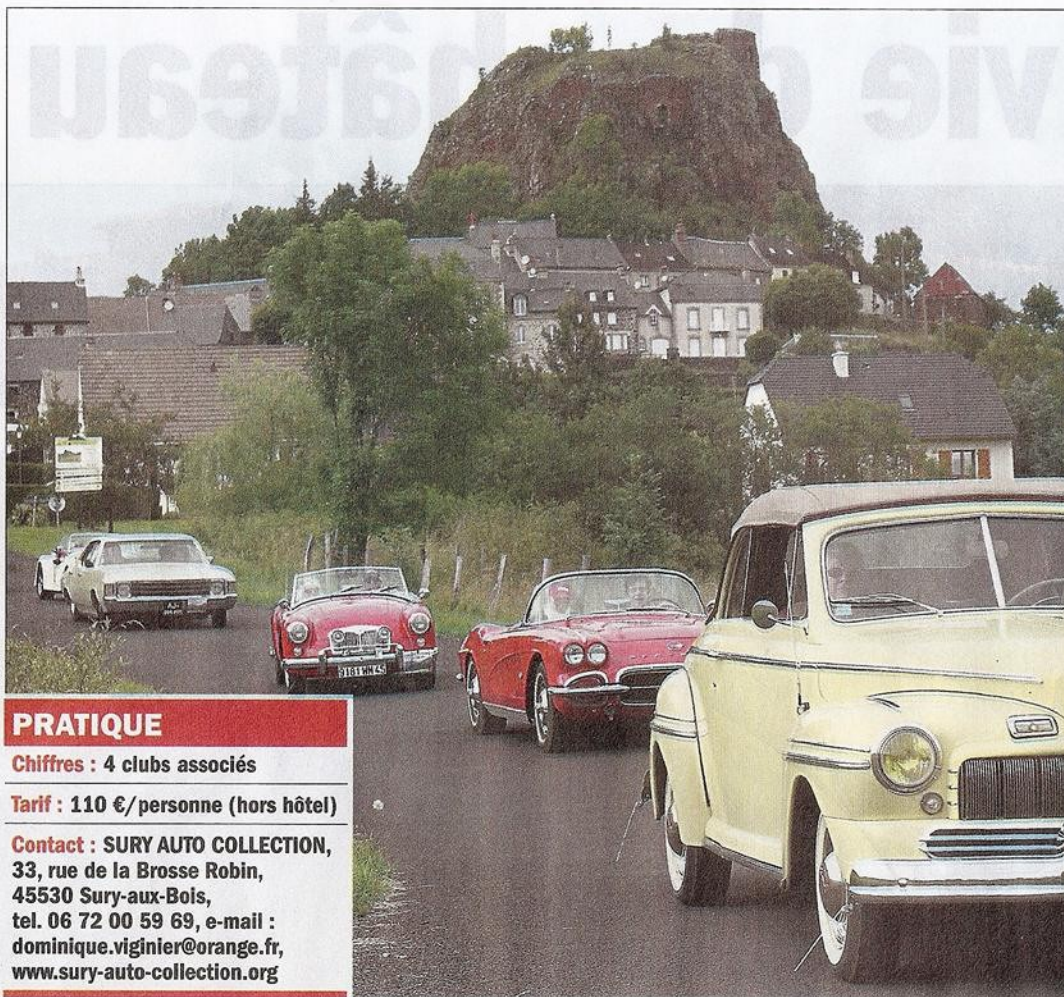 PRATIQUE
Chiffres : 4 clubs associés
Tarif : 110 €/personne (hors hôtel)
Contact : SURY AUTO COLLECTION,
33, rue de la Brosse Robin,
45530 Sury-aux-Bois,
tel. 06 72 00 59 69, e-mail :
dominique.viginier@orange.fr,
www.sury-auto-collection.org